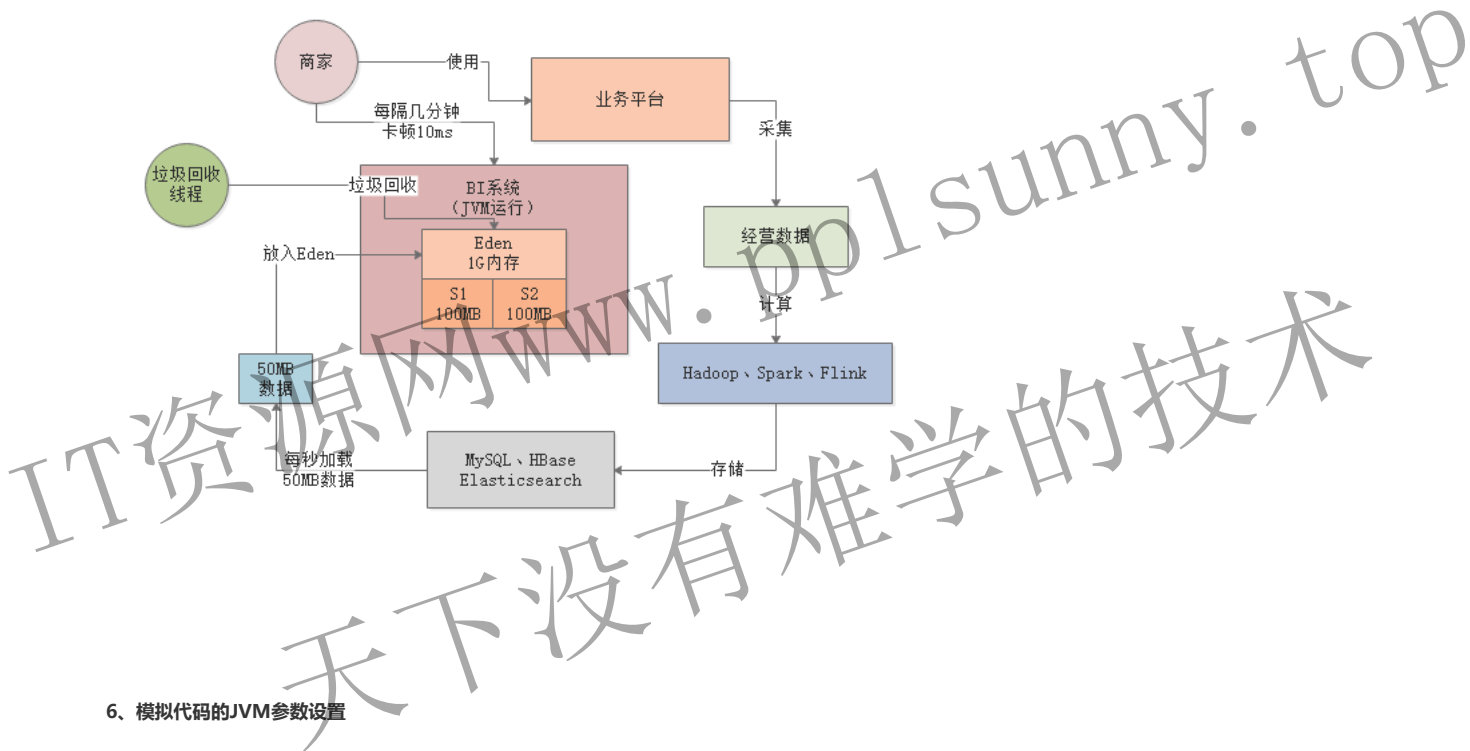 商家
使用
业务平台
每隔几分钟
卡顿10ms
采集
垃圾回收
线程
垃圾回收
BI系统
（JVM运行）
经营数据
放入Eden
Eden
1G内存
S1
100MB
S2
100MB
计算
50MB
数据
Hadoop、Spark、Flink
每秒加载
50MB数据
MySQL、HBase
Elasticsearch
存储
IT资源网www.pplsunny.top
天下没有难学的技术
6、模拟代码的JVM参数设置